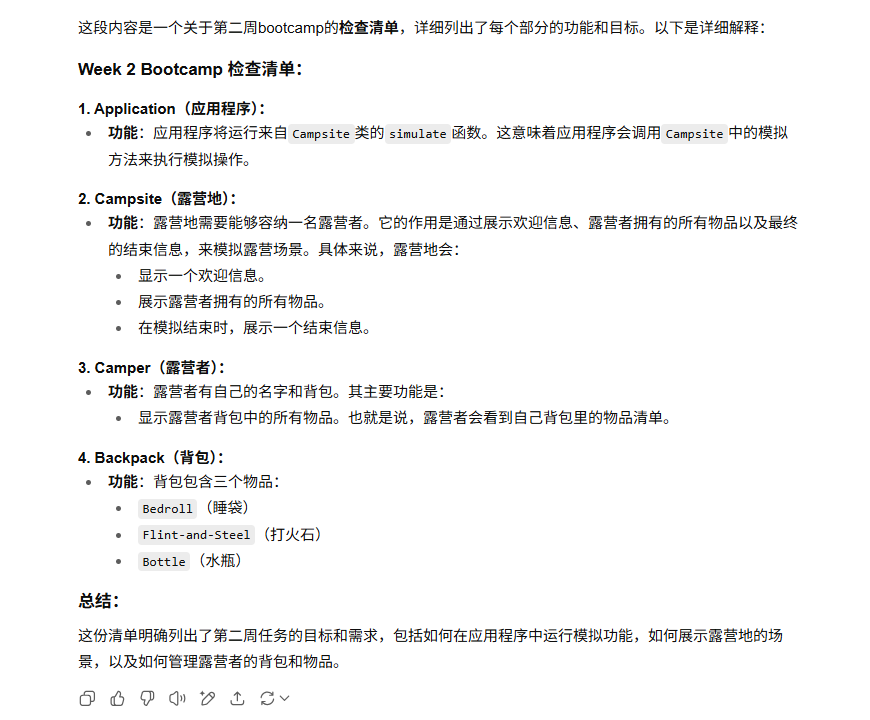 这段内容是一个关于第二周bootcamp的检查清单，详细列出了每个部分的功能和目标。以下是详细解释：
Week 2 Bootcamp 检查清单：
1. Application（应用程序）：
功能：应用程序将运行来自 Campsite 类的 simulate 函数。这意味着应用程序会调用 Campsite 中的模拟
方法来执行模拟操作。
2. Campsite（露营地）：
功能：露营地需要能够容纳一名露营者。它的作用是通过展示欢迎信息、露营者拥有的所有物品以及最终
的结束信息，来模拟露营场景。具体来说，露营地会：
显示一个欢迎信息。
展示露营者拥有的所有物品。
在模拟结束时，展示一个结束信息。
3. Camper（露营者）：
功能：露营者有自己的名字和背包。其主要功能是：
显示露营者背包中的所有物品。也就是说，露营者会看到自己背包里的物品清单。
4. Backpack（背包）：
功能：背包包含三个物品：
Bedroll（睡袋）
Flint-and-Steel（打火石）
Bottle（水瓶）
总结：
这份清单明确列出了第二周任务的目标和需求，包括如何在应用程序中运行模拟功能，如何展示露营地的场
景，以及如何管理露营者的背包和物品。